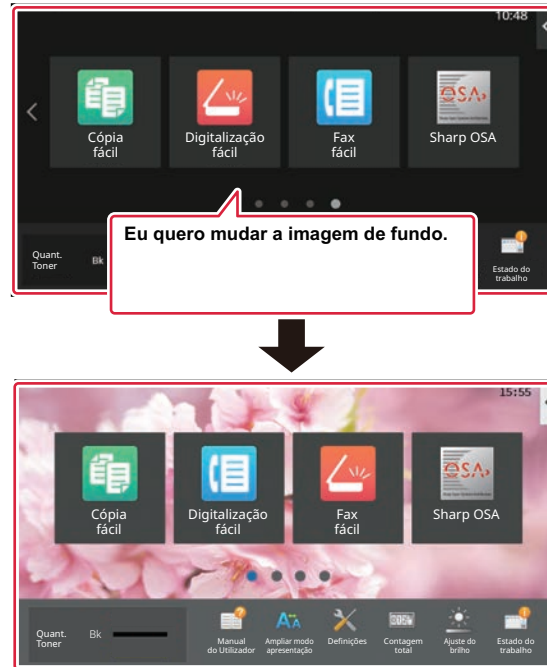 10:48
Cópia
fácil
Digitalização
fácil
Fax
fácil
Sharp OSA
Eu quero mudar a imagem de fundo.
Quant.
Toner
Bk
Estado do
trabalho
15:55
Cópia
fácil
Digitalização
fácil
Fax
fácil
Sharp OSA
Quant.
Toner
Bk
Manual
do Utilizador
Ampliar modo
apresentação
Definições
Contagem
total
Ajuste do
brilho
Estado do
trabalho